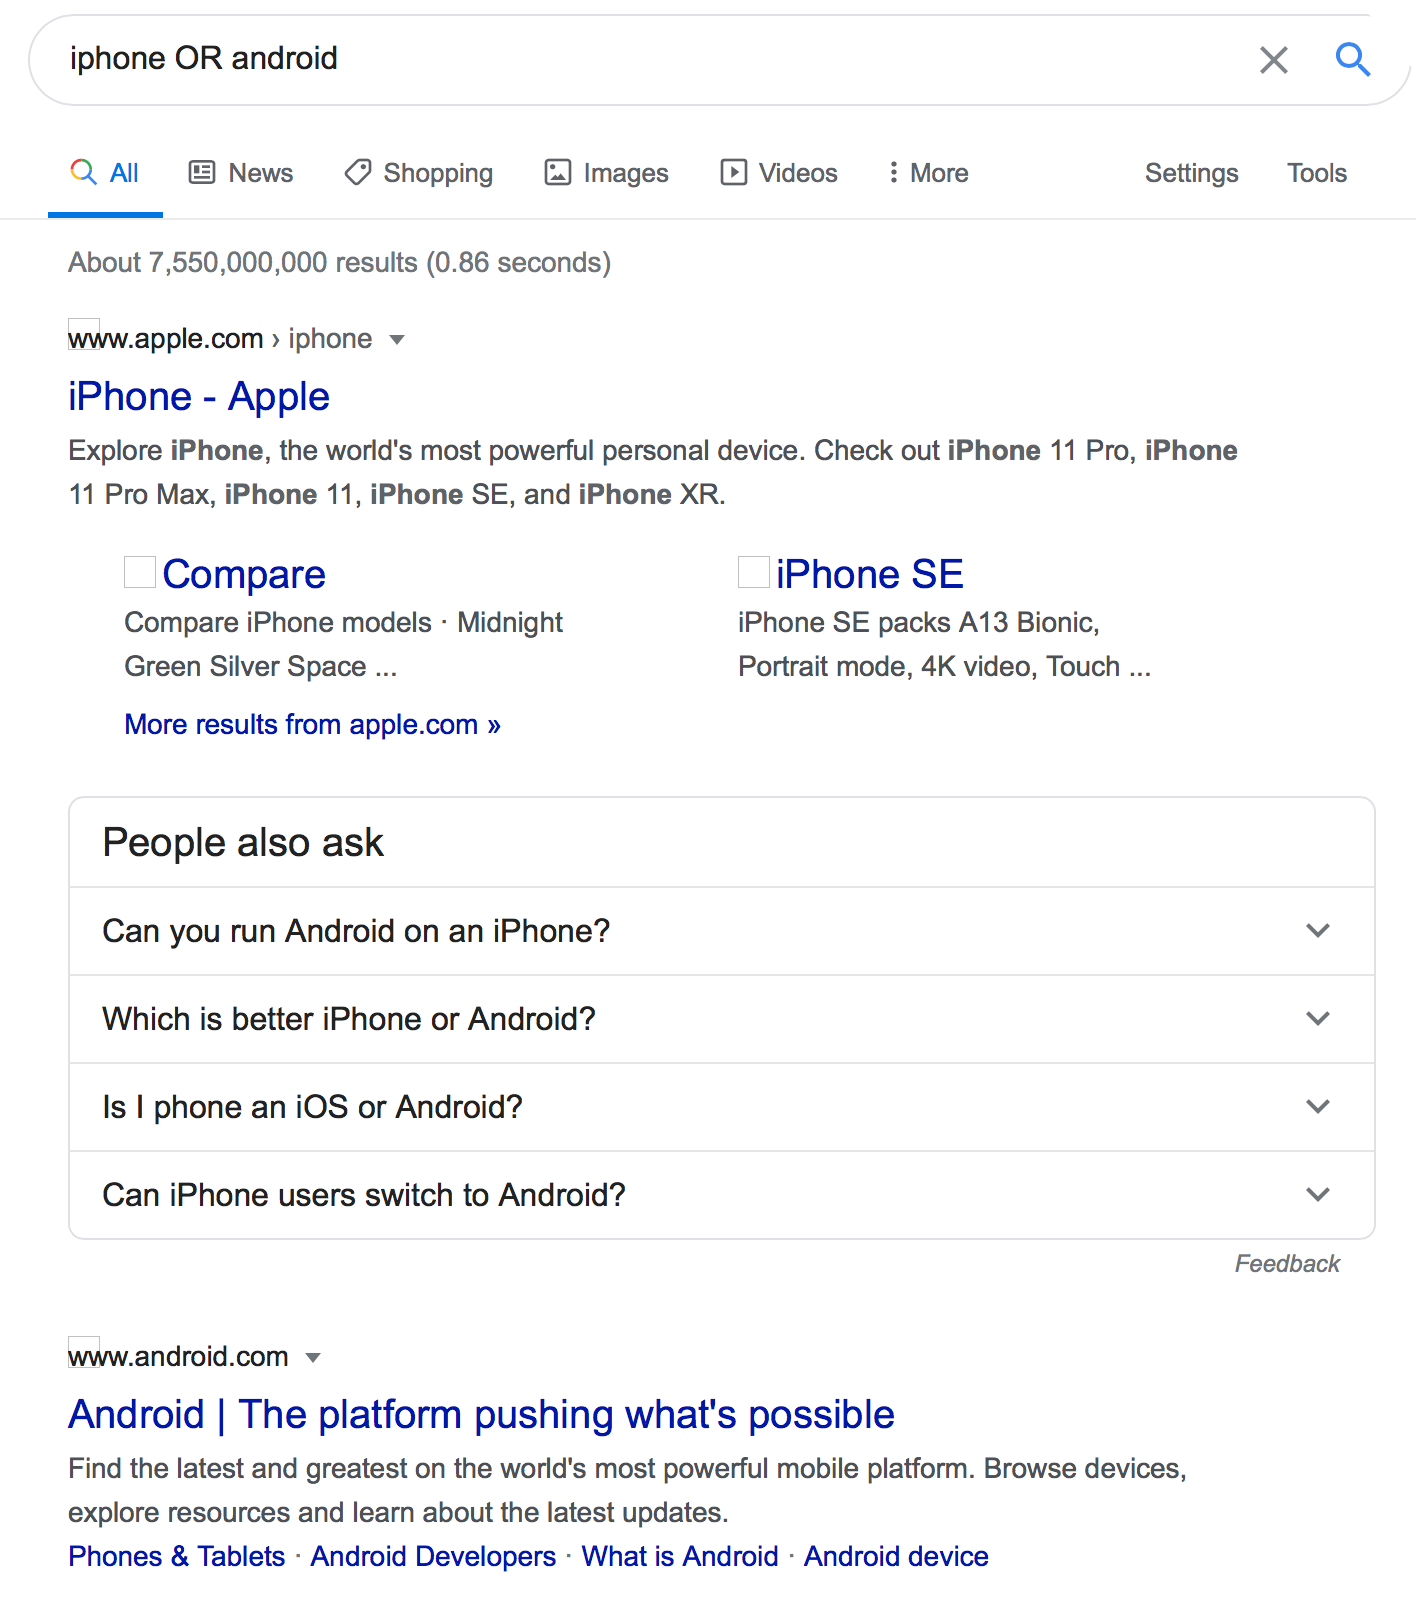 iphone OR android
All News Shopping Images Videos More Settings Tools
About 7,550,000,000 results (0.86 seconds)
www.apple.com › iphone
iPhone - Apple
Explore iPhone, the world's most powerful personal device. Check out iPhone 11 Pro, iPhone
11 Pro Max, iPhone 11, iPhone SE, and iPhone XR.
Compare
Compare iPhone models · Midnight
Green Silver Space ...
iPhone SE
iPhone SE packs A13 Bionic,
Portrait mode, 4K video, Touch ...
More results from apple.com »
People also ask
Can you run Android on an iPhone?
Which is better iPhone or Android?
Is I phone an iOS or Android?
Can iPhone users switch to Android?
Feedback
www.android.com
Android | The platform pushing what's possible
Find the latest and greatest on the world's most powerful mobile platform. Browse devices,
explore resources and learn about the latest updates.
Phones & Tablets · Android Developers · What is Android · Android device